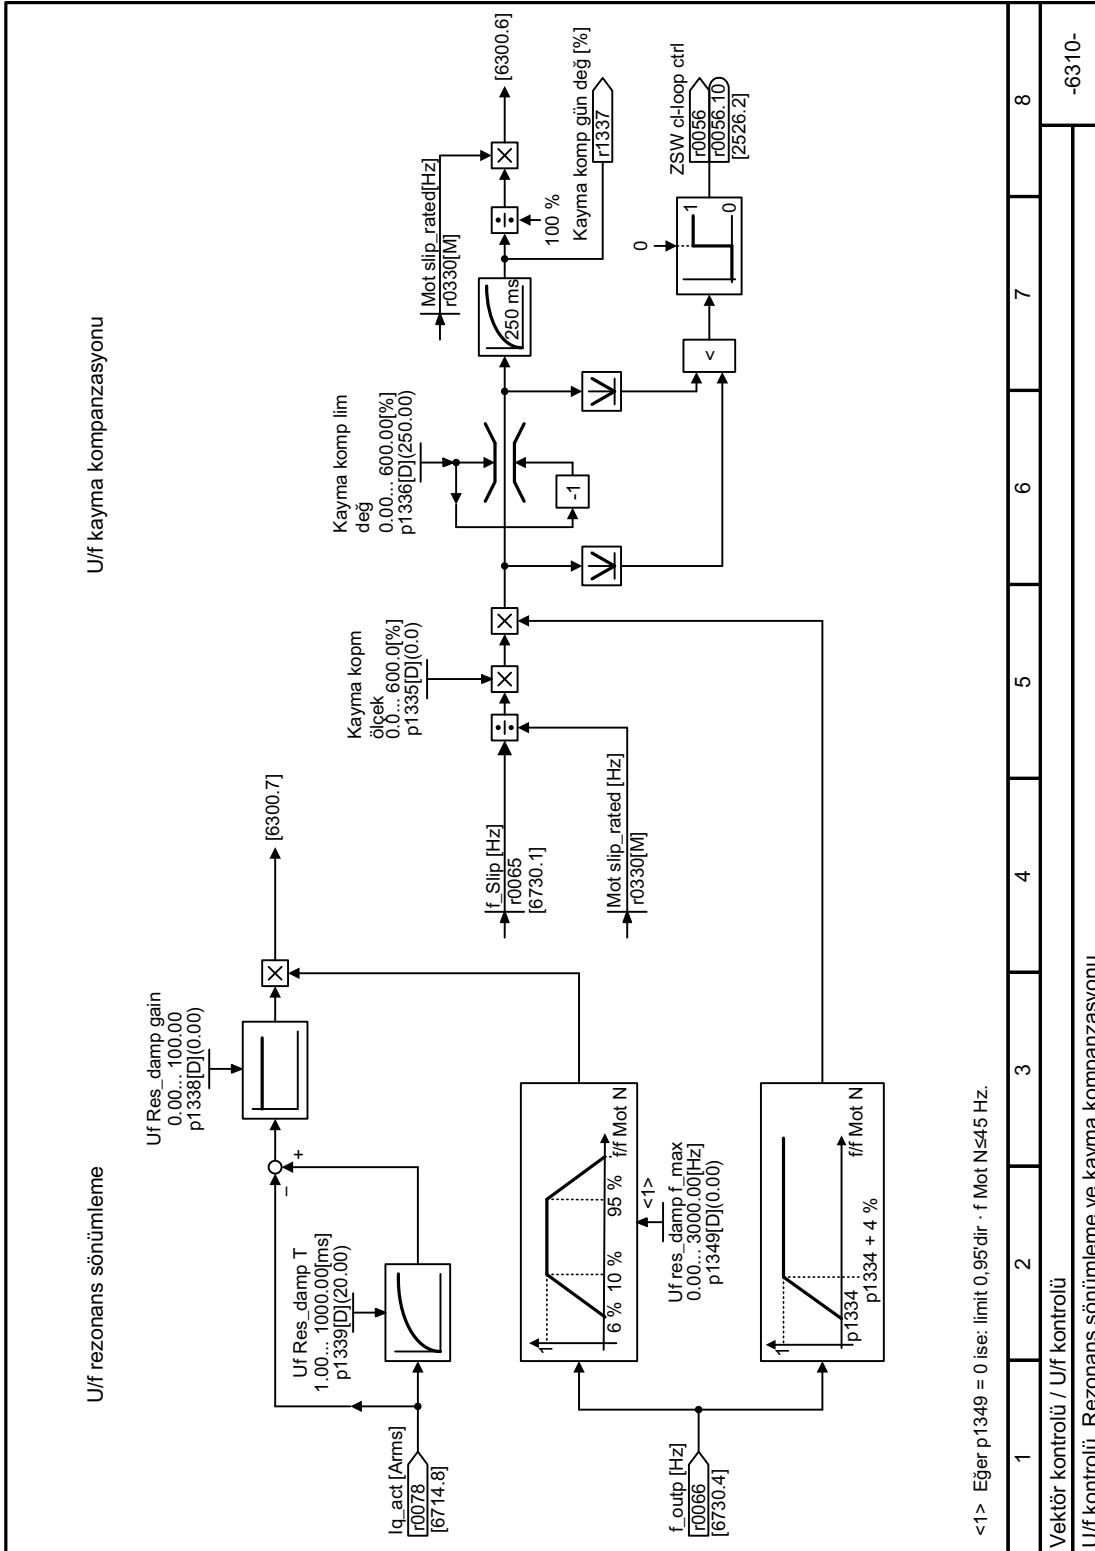 U/f rezonans sönümleme
U/f kayma kompanzasyonu
Iq_act [Arms]
r0078
[6714.8]
Uf Res_damp T
1.00... 1000.00[ms]
p1339[D](20.00)
–
+
Uf Res_damp gain
0.00... 100.00
p1338[D](0.00)
[6300.7]
f_outp [Hz]
r0066
[6730.4]
1
6 %
10 %
95 %
f/f Mot N
<1>
Uf res_damp f_max
0.00... 3000.00[Hz]
p1349[D](0.00)
1
p1334
p1334 + 4 %
f/f Mot N
f_Slip [Hz]
r0065
[6730.1]
Mot slip_rated [Hz]
r0330[M]
Kayma kopm
ölçek
0.0... 600.0[%]
p1335[D](0.0)
Kayma komp lim
değ
0.00... 600.00[%]
p1336[D](250.00)
-1
250 ms
Mot slip_rated[Hz]
r0330[M]
100 %
[6300.6]
Kayma komp gün değ [%]
r1337
<
0
1
0
ZSW cl-loop ctrl
r0056
r0056.10
[2526.2]
<1> Eğer p1349 = 0 ise: limit 0,95'dir · f Mot N≤45 Hz.
1
2
3
4
5
6
7
8
Vektör kontrolü / U/f kontrolü
-6310-
U/f kontrolü, Rezonans sönümleme ve kayma kompanzasyonu